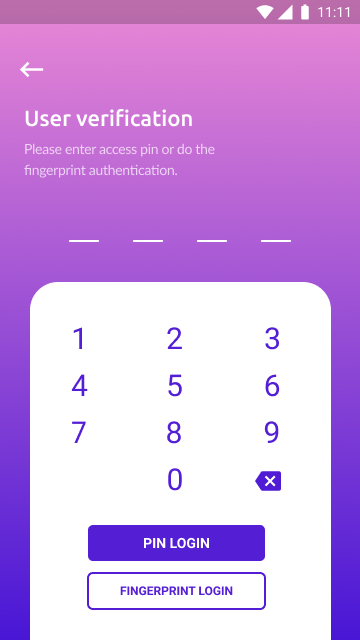 11:11
User verification
Please enter access pin or do the
fingerprint authentication.
1 2 3
4 5 6
7 8 9
0
PIN LOGIN
FINGERPRINT LOGIN